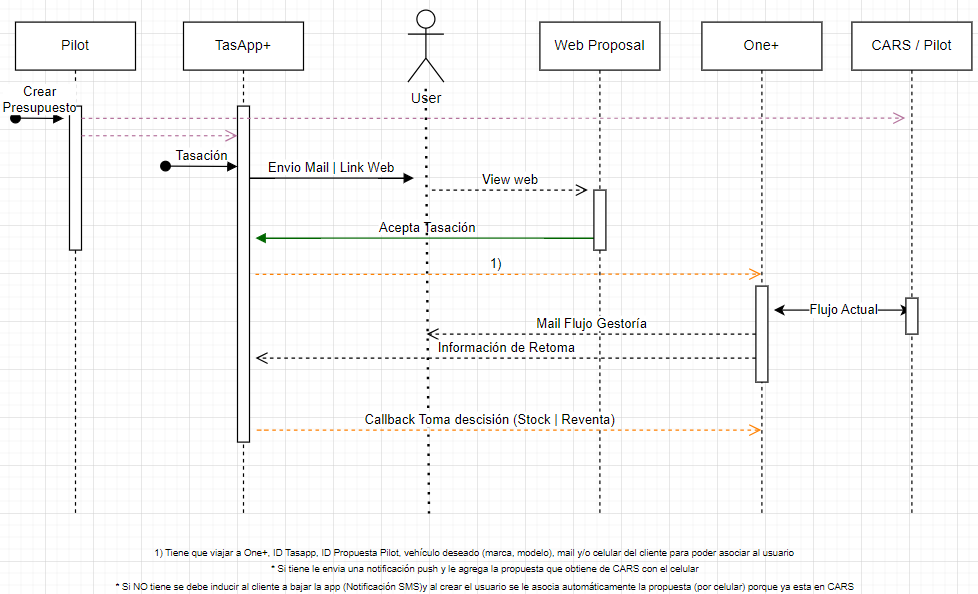 Pilot
TasApp+
User
Web Proposal
One+
CARS / Pilot
Crear
Presupuesto
Tasación
Envio Mail | Link Web
View web
Acepta Tasación
1)
Flujo Actual
Mail Flujo Gestoría
Información de Retoma
Callback Toma descisión (Stock | Reventa)
1) Tiene que viajar a One+, ID Tasapp, ID Propuesta Pilot, vehículo deseado (marca, modelo), mail y/o celular del cliente para poder asociar al usuario
* Si tiene le envia una notificación push y le agrega la propuesta que obtiene de CARS con el celular
* Si NO tiene se debe inducir al cliente a bajar la app (Notificación SMS)y al crear el usuario se le asocia automáticamente la propuesta (por celular) porque ya esta en CARS